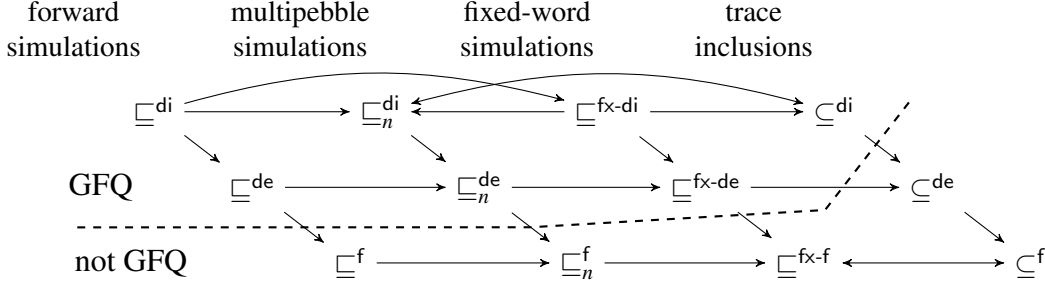 forward multipebble fixed-word trace
simulations simulations simulations inclusions
⊑^di ⊑_n^di ⊑^fx-di ⊆^di
GFQ ⊑^de ⊑_n^de ⊑^fx-de ⊆^de
not GFQ ⊑^f ⊑_n^f ⊑^fx-f ⊆^f